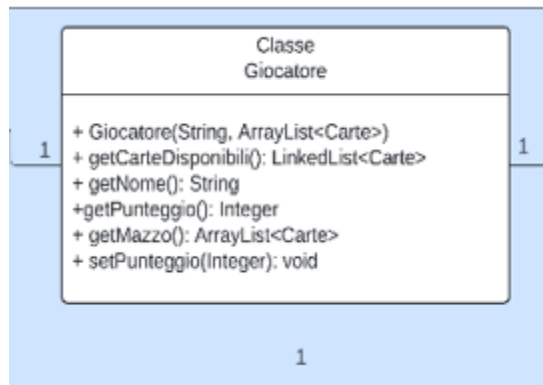 Classe
Giocatore
+ Giocatore(String, ArrayList<Carte>)
1
+ getCarteDisponibili(): LinkedList<Carte>
1
+ getNome(): String
+getPunteggio(): Integer
+ getMazzo(): ArrayList<Carte>
+ setPunteggio(Integer): void
1